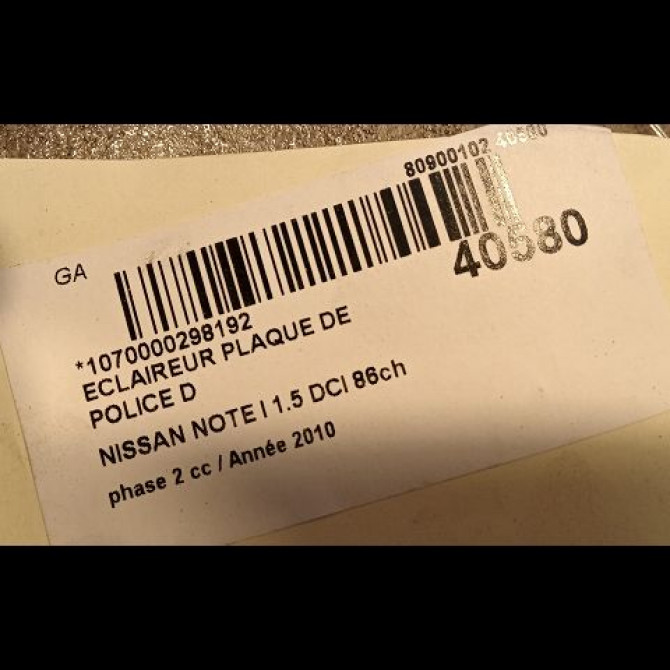 80900102 40580
GA
40580
*1070000298192
ECLAIREUR PLAQUE DE
POLICE D
NISSAN NOTE I 1.5 DCI 86ch
phase 2 cc / Année 2010